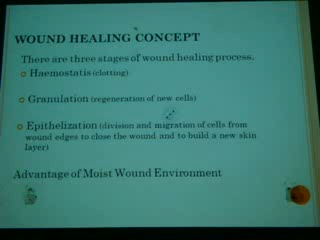 WOUND HEALING CONCEPT
There are three stages of wound healing process.
Haemostatis (clotting)
Granulation (regeneration of new cells)
Epithelization (division and migration of cells from
wound edges to close the wound and to build a new skin
layer)
Advantage of Moist Wound Environment